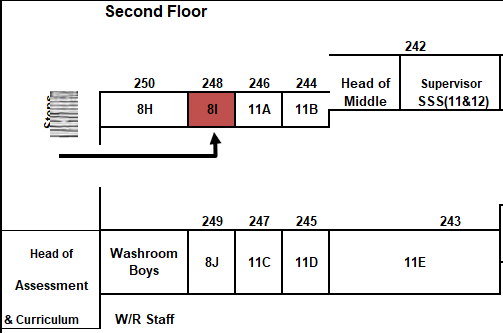 Second Floor
242
250 248 246 244
Head of Middle
Supervisor SSS(11&12)
8H 8I 11A 11B
Steps
249 247 245 243
Washroom Boys
8J 11C 11D 11E
Head of
Assessment
& Curriculum
W/R Staff